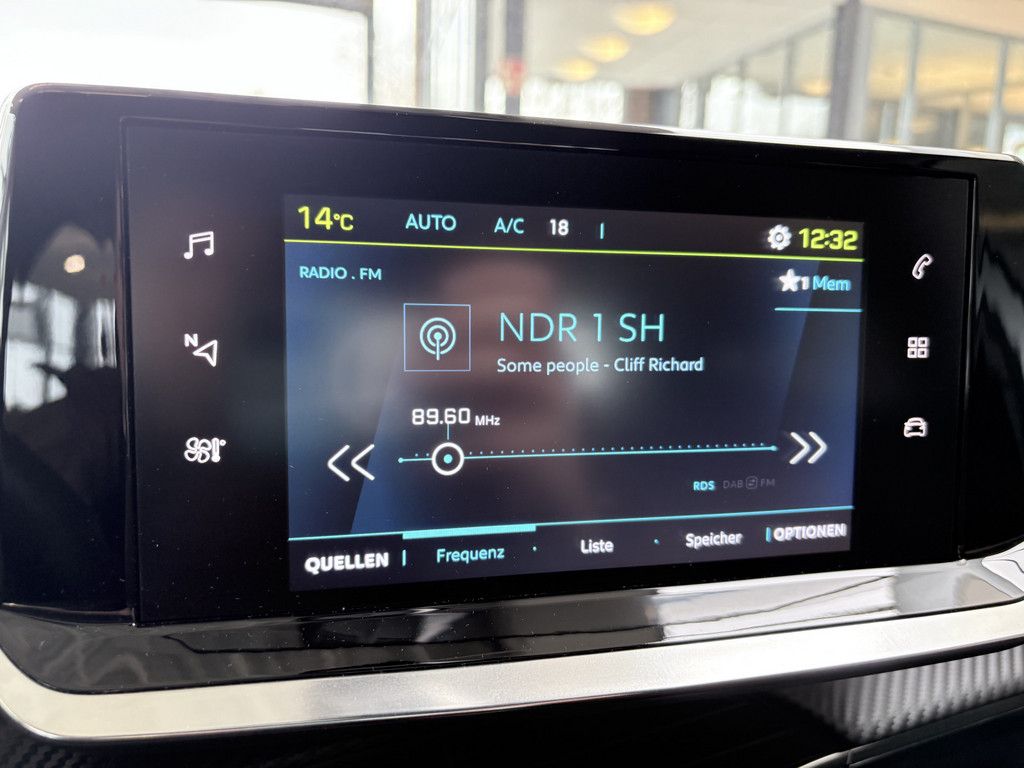 14°C AUTO A/C 18 12:32
RADIO . FM
1 Mem
NDR 1 SH
Some people - Cliff Richard
N
89.60 MHz
RDS DAB FM
QUELLEN Frequenz Liste Speicher OPTIONEN